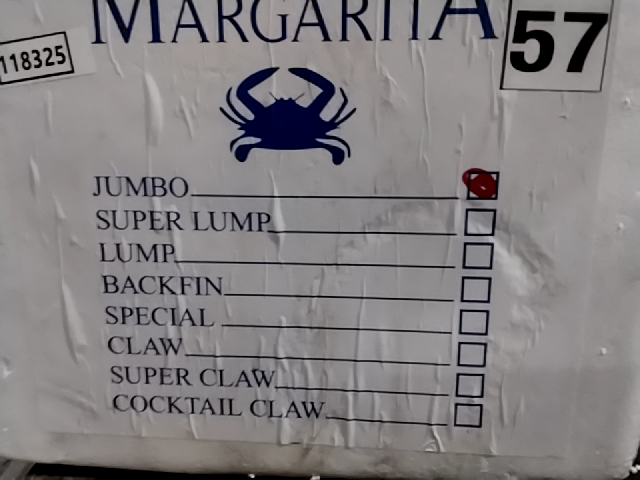 MARGARITA
57
118325
JUMBO
SUPER LUMP
LUMP
BACKFIN
SPECIAL
CLAW
SUPER CLAW
COCKTAIL CLAW